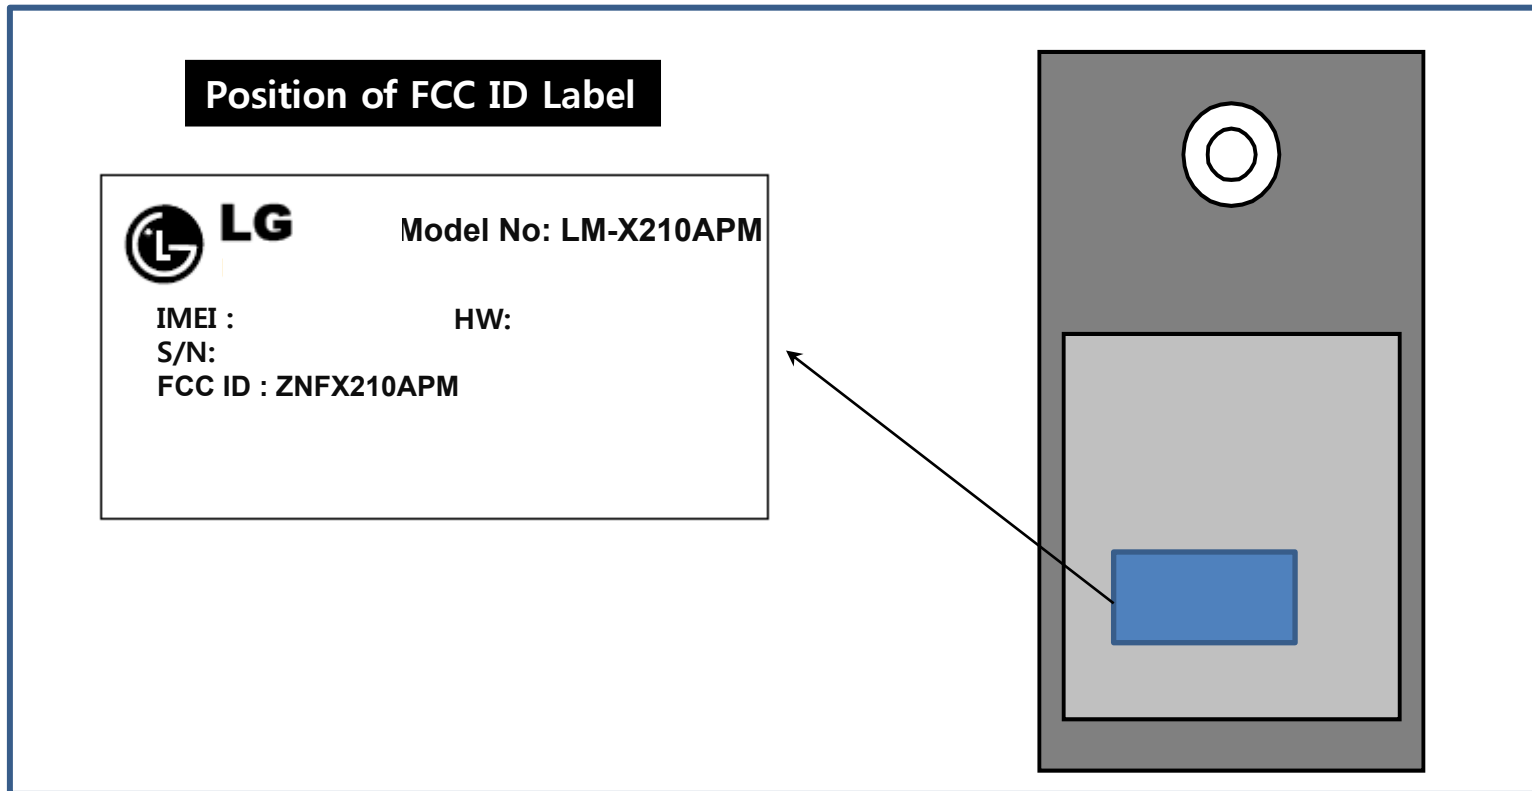 Position of FCC ID Label
LG
Model No: LM-X210APM
IMEI :
HW:
S/N:
FCC ID : ZNFX210APM